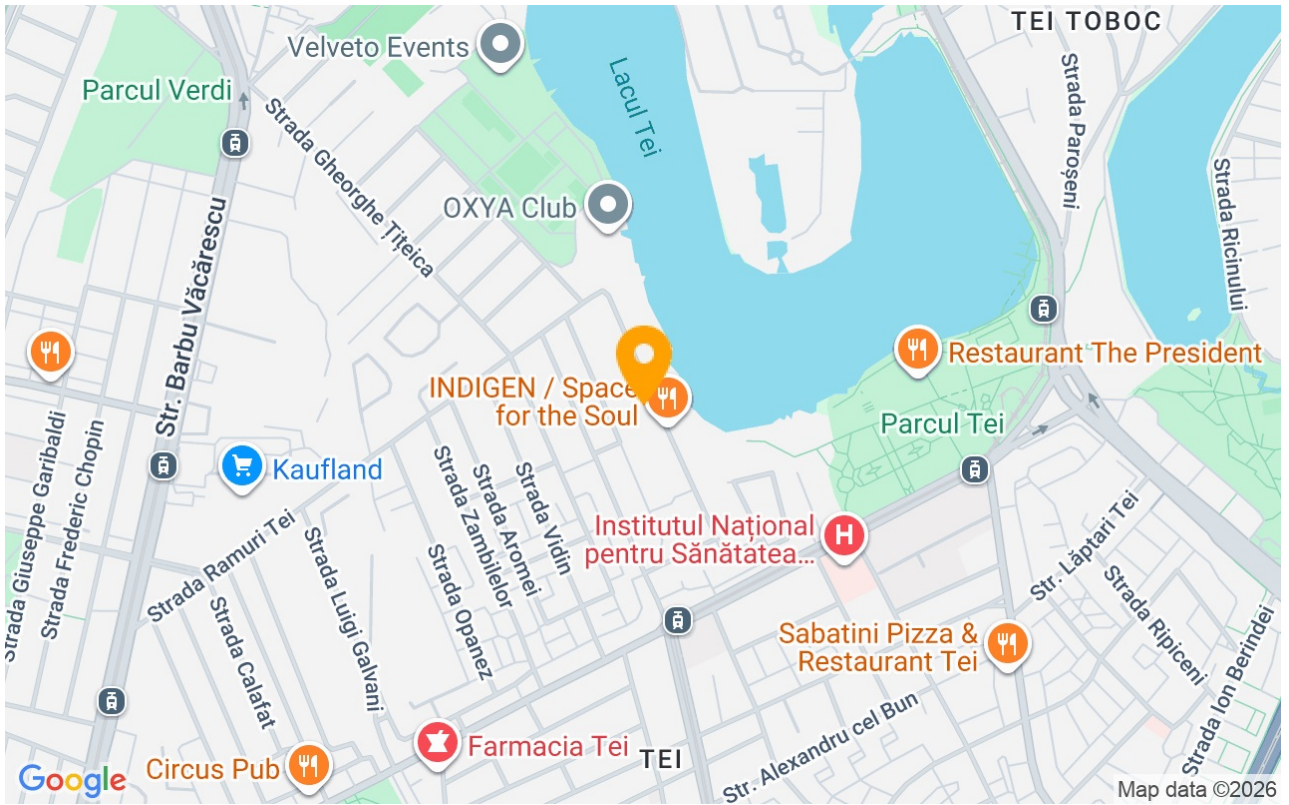 TEI TOBOC
Velveto Events
Parcul Verdi
Lacul Tei
Strada Paroșeni
Strada Gheorghe Țițeica
Strada Ricinului
OXYA Club
Str. Barbu Văcărescu
Restaurant The President
INDIGEN / Space
for the Soul
Parcul Tei
Strada Giuseppe Garibaldi
Strada Frederic Chopin
Kaufland
Strada Zambilelor
Strada Aromei
Strada Vidin
Institutul Național
pentru Sănătatea...
H
Str. Lăptari Tei
Strada Ramuri Tei
Strada Luigi Galvani
Strada Opanez
Strada Calafat
Strada Ripiceni
Sabatini Pizza &
Restaurant Tei
Strada Ion Berindei
Str. Alexandru cel Bun
Farmacia Tei
TEI
Circus Pub
Google
Map data ©2026